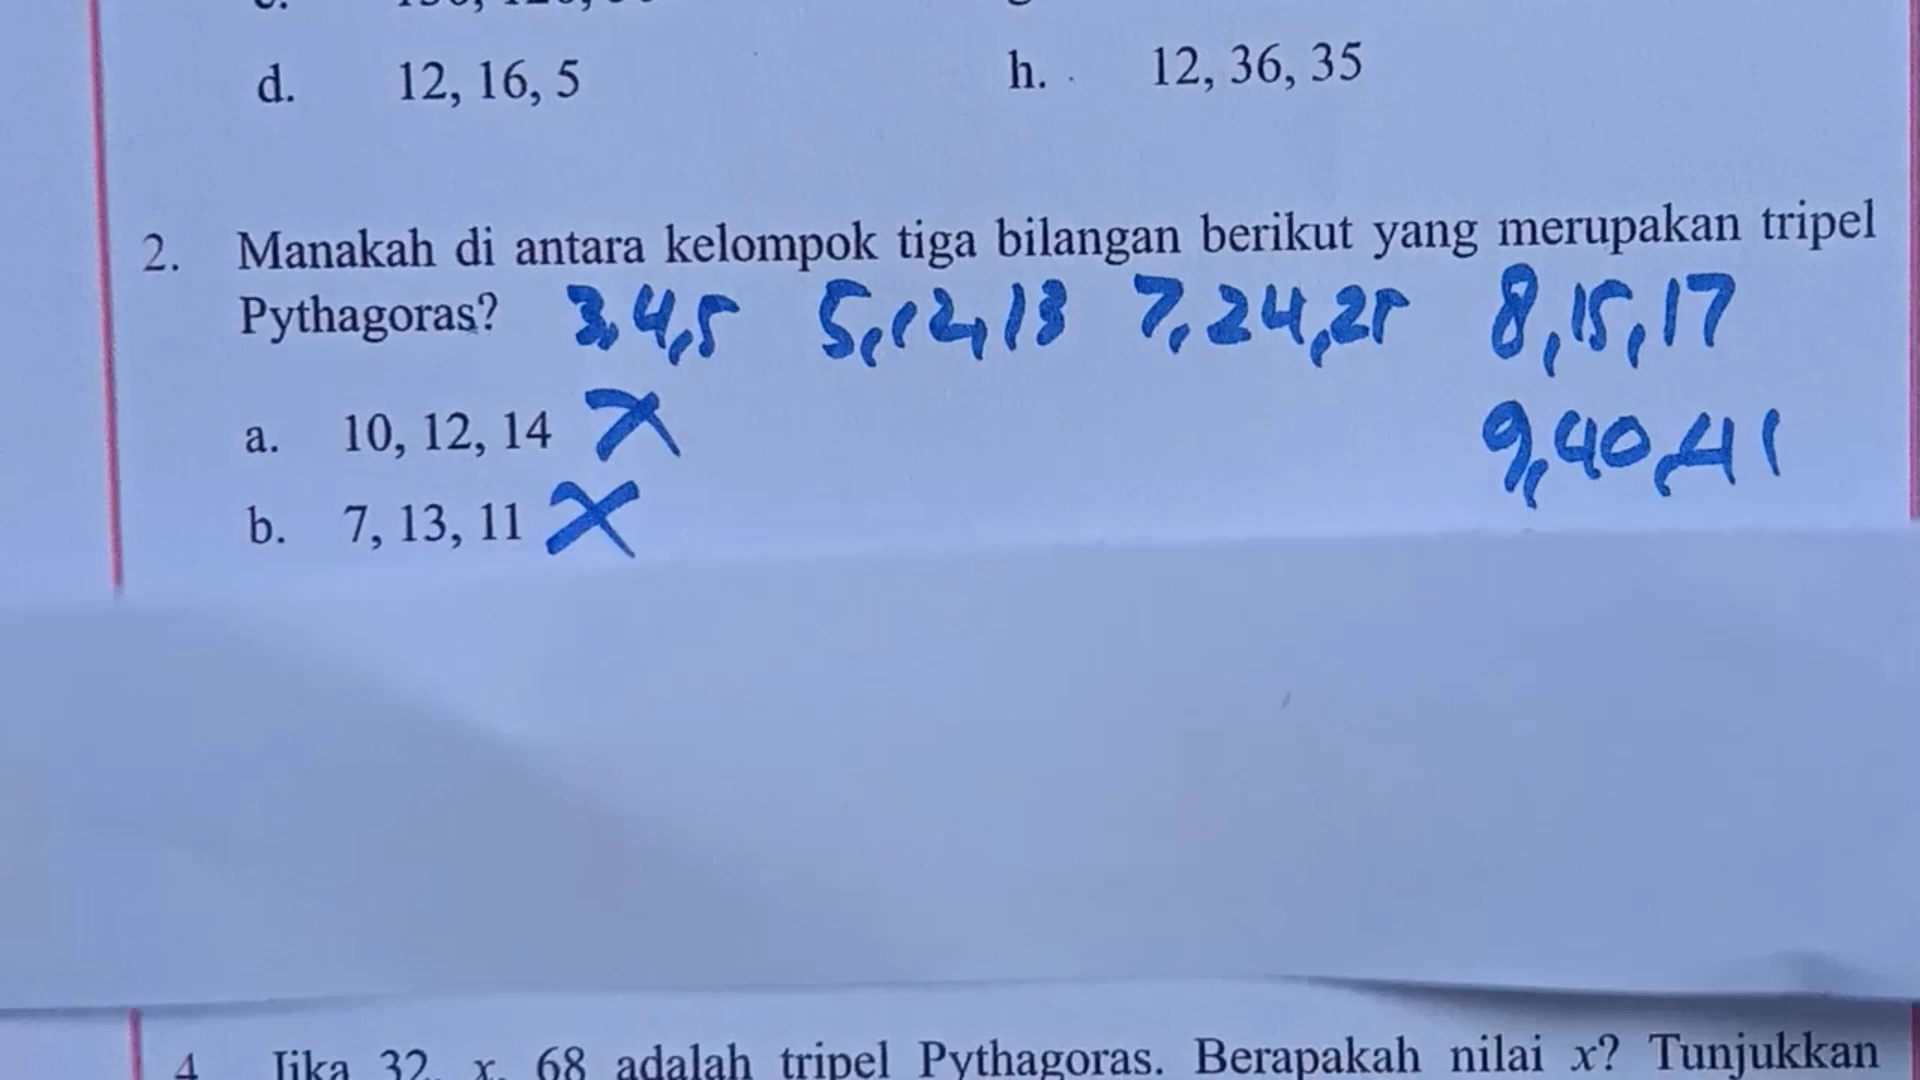 d. 12, 16, 5 h. 12, 36, 35
2. Manakah di antara kelompok tiga bilangan berikut yang merupakan tripel
Pythagoras? 3,4,5 5,12,13 7,24,25 8,15,17
a. 10, 12, 14 X 9,40,41
b. 7, 13, 11 X
4 Jika 32, x, 68 adalah tripel Pythagoras. Berapakah nilai x? Tunjukkan